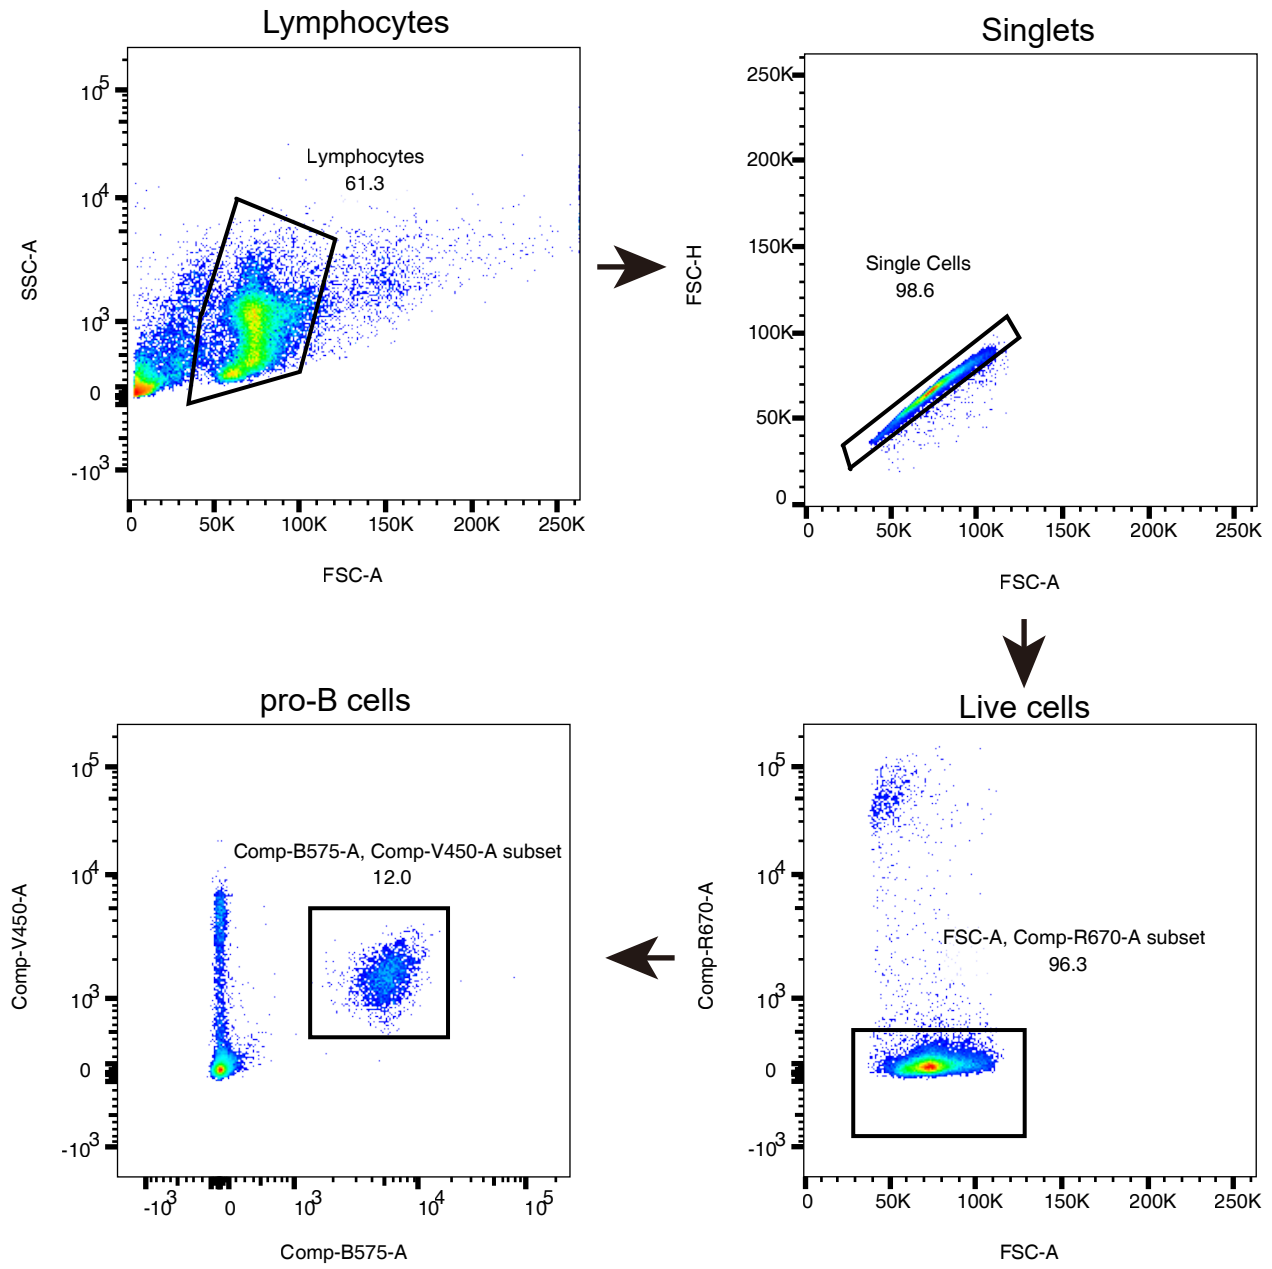 Lymphocytes
10^5
10^4
10^3
0
-10^3
SSC-A
Lymphocytes
61.3
0 50K 100K 150K 200K 250K
FSC-A
Singlets
250K
200K
150K
100K
50K
0
FSC-H
Single Cells
98.6
0 50K 100K 150K 200K 250K
FSC-A
pro-B cells
10^5
10^4
10^3
0
-10^3
Comp-V450-A
Comp-B575-A, Comp-V450-A subset
12.0
-10^3 0 10^3 10^4 10^5
Comp-B575-A
Live cells
10^5
10^4
10^3
0
-10^3
Comp-R670-A
FSC-A, Comp-R670-A subset
96.3
0 50K 100K 150K 200K 250K
FSC-A